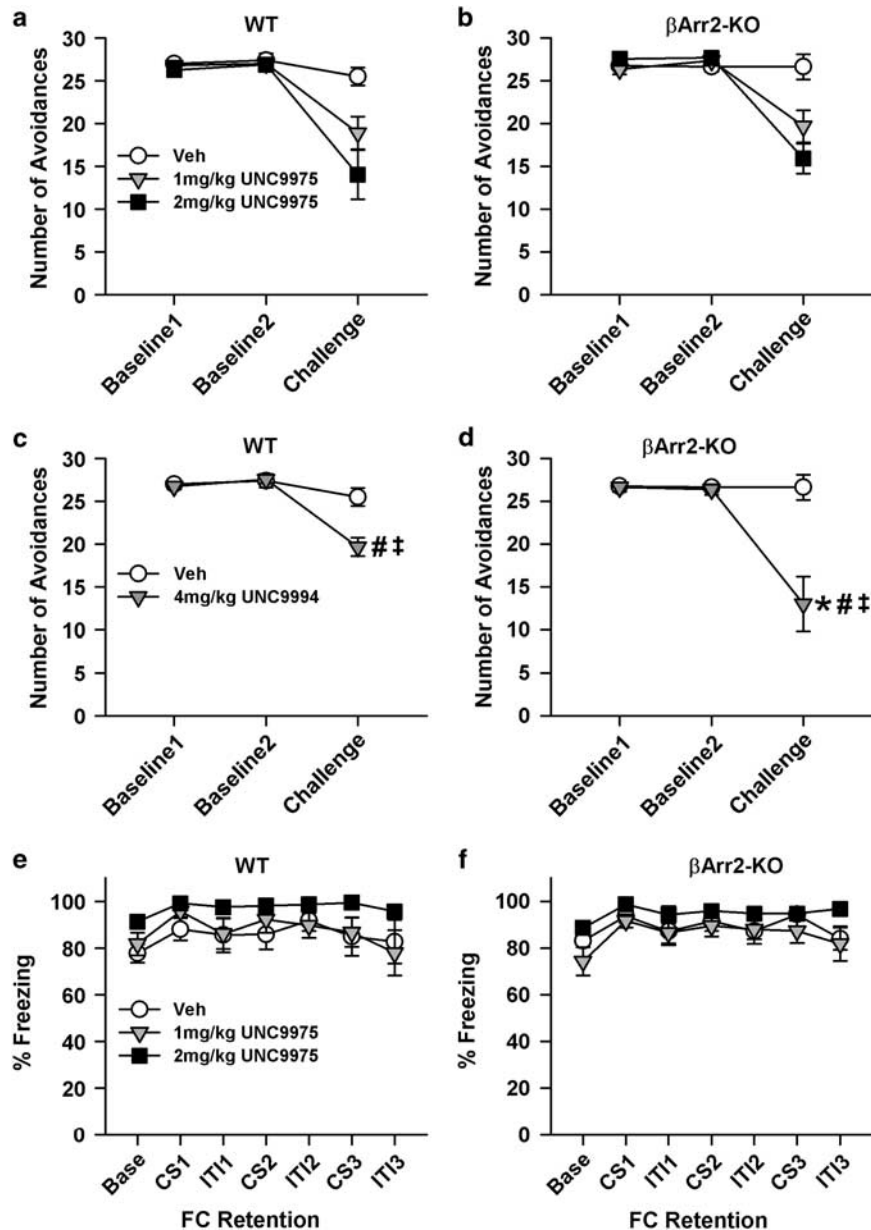 a
WT
30
25
20
15
10
5
0
Number of Avoidances
Veh
1mg/kg UNC9975
2mg/kg UNC9975
Baseline1
Baseline2
Challenge
b
βArr2-KO
30
25
20
15
10
5
0
Number of Avoidances
Baseline1
Baseline2
Challenge
c
WT
30
25
20
15
10
5
0
Number of Avoidances
Veh
4mg/kg UNC9994
#‡
Baseline1
Baseline2
Challenge
d
βArr2-KO
30
25
20
15
10
5
0
Number of Avoidances
*#‡
Baseline1
Baseline2
Challenge
e
WT
100
80
60
40
20
0
% Freezing
Veh
1mg/kg UNC9975
2mg/kg UNC9975
Base
CS1
ITI1
CS2
ITI2
CS3
ITI3
FC Retention
f
βArr2-KO
100
80
60
40
20
0
% Freezing
Base
CS1
ITI1
CS2
ITI2
CS3
ITI3
FC Retention